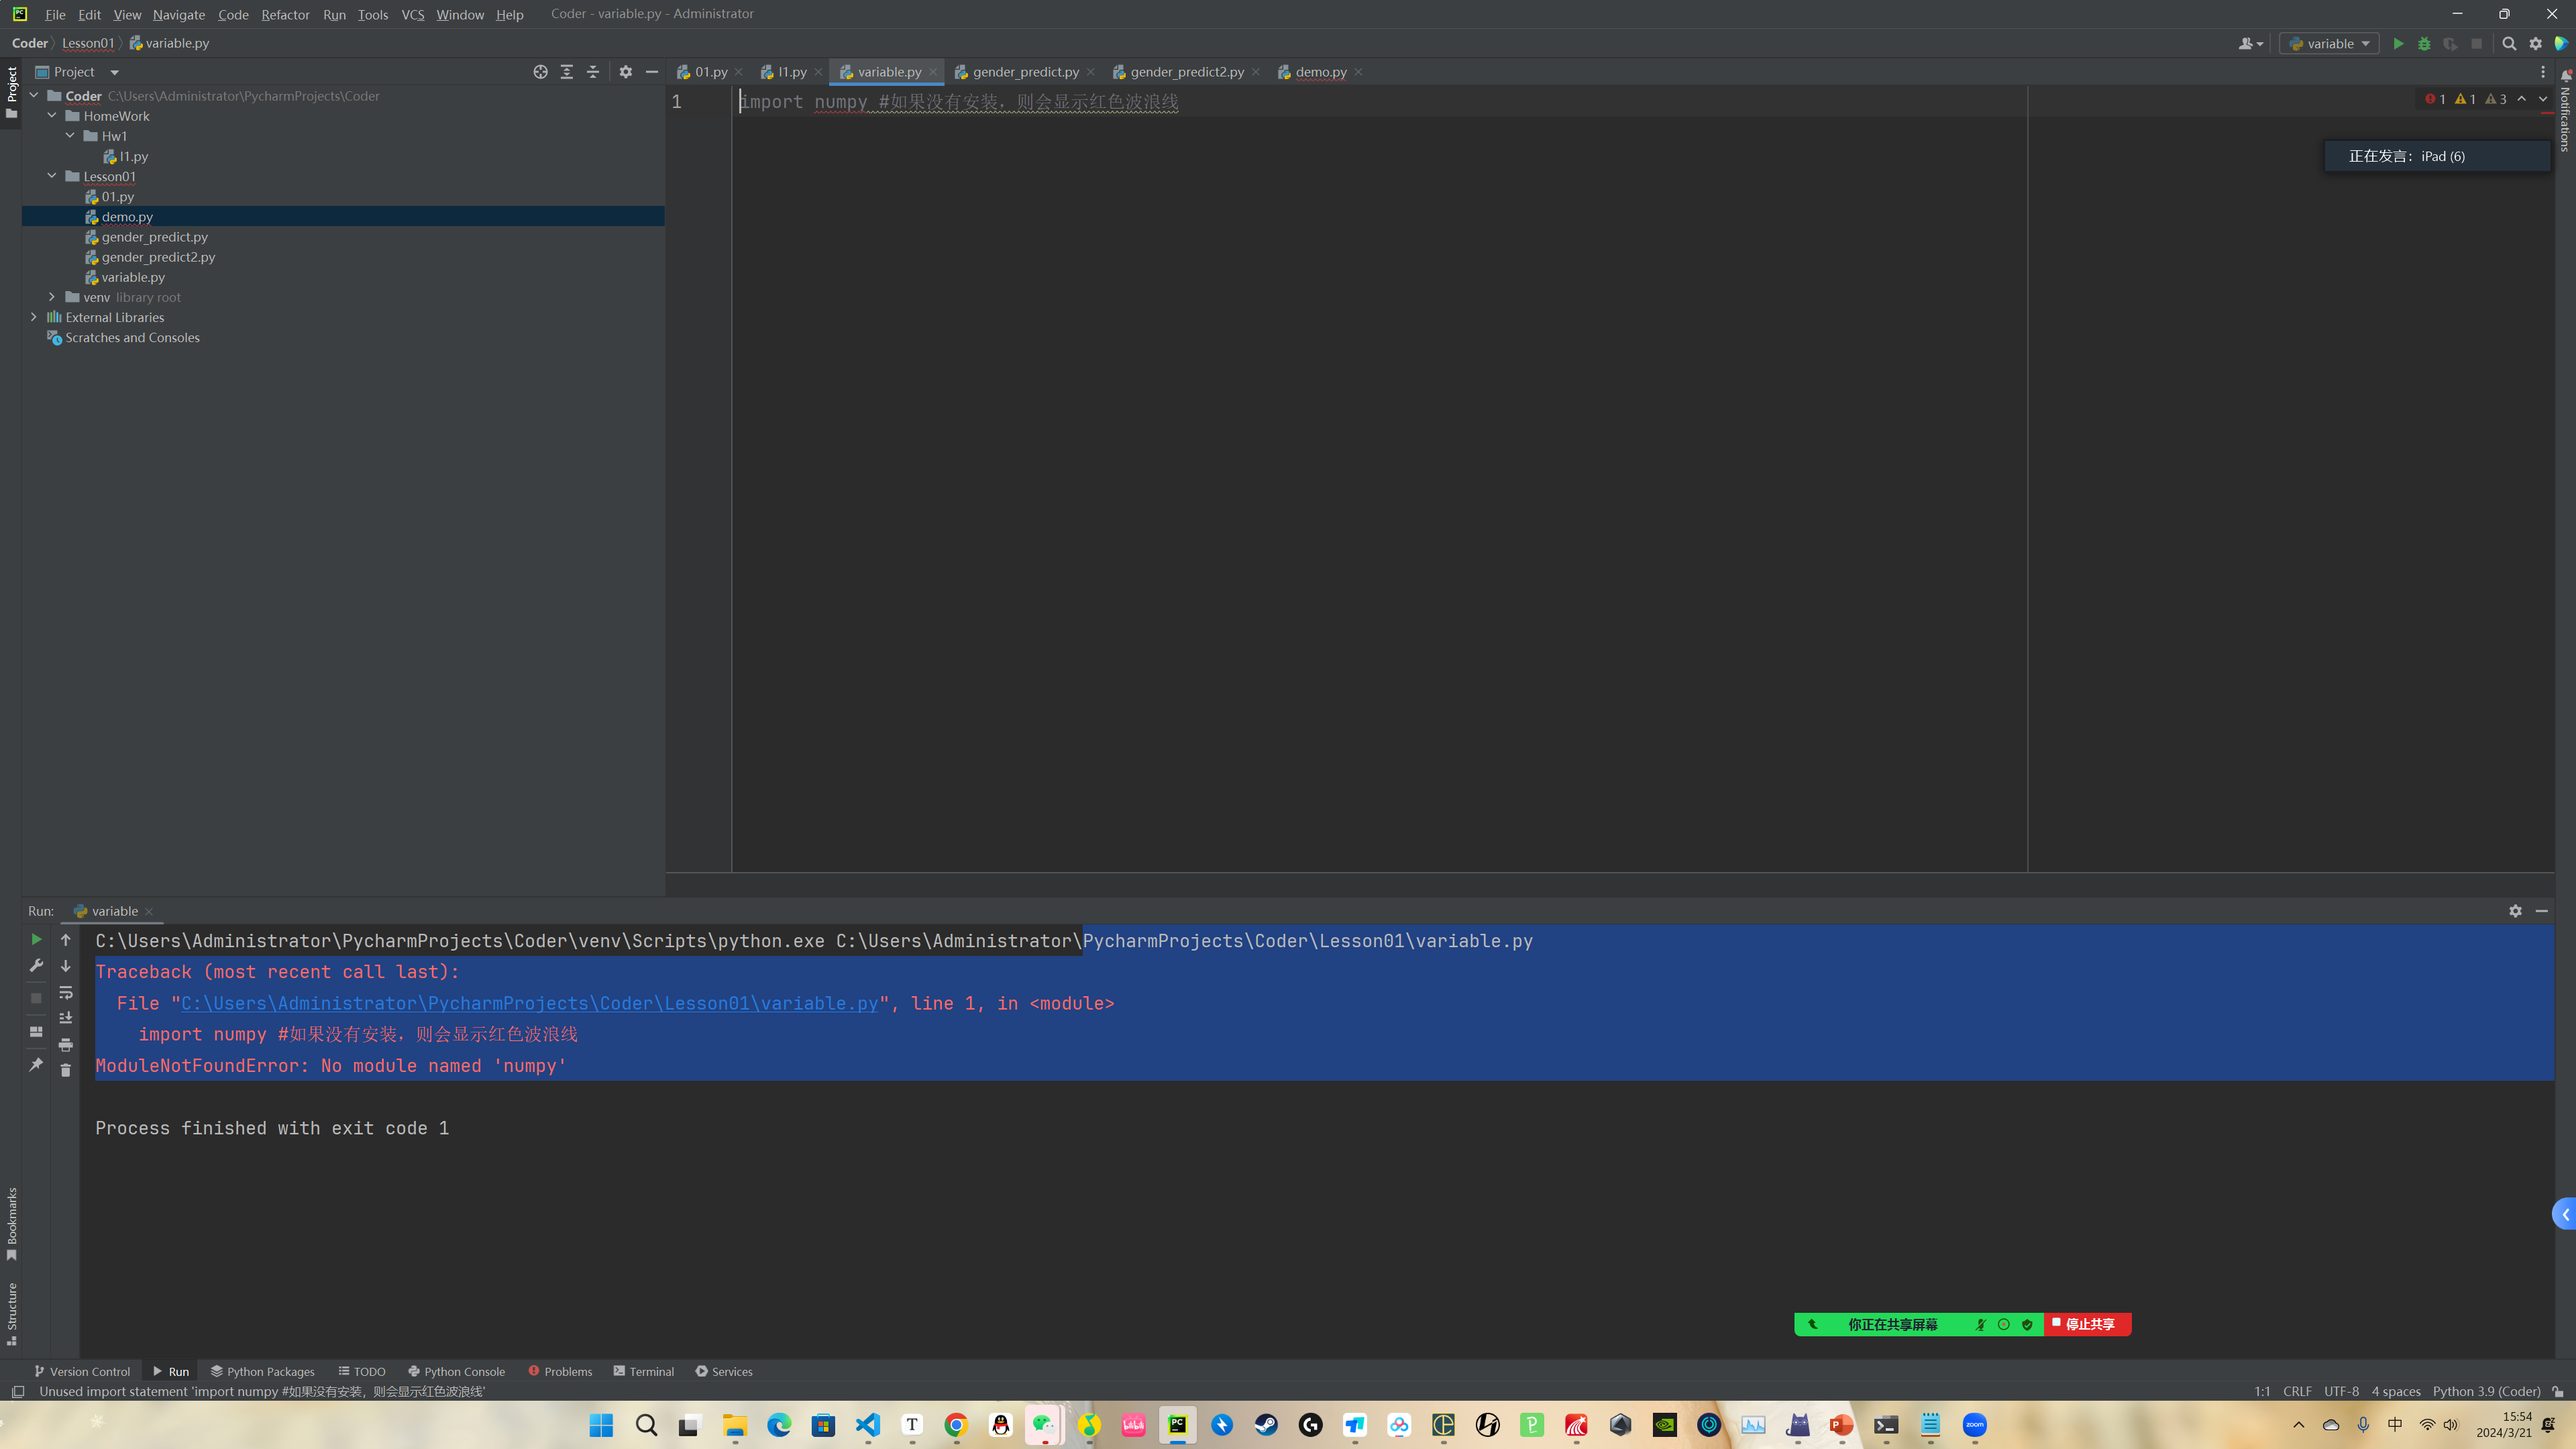 File Edit View Navigate Code Refactor Run Tools VCS Window Help Coder - variable.py - Administrator
Coder Lesson01 variable.py
variable
Project
01.py l1.py variable.py gender_predict.py gender_predict2.py demo.py
Project
Coder C:\Users\Administrator\PycharmProjects\Coder
HomeWork
Hw1
l1.py
Lesson01
01.py
demo.py
gender_predict.py
gender_predict2.py
variable.py
venv library root
External Libraries
Scratches and Consoles
1 import numpy #如果没有安装，则会显示红色波浪线
1 1 3
Notifications
正在发言：iPad (6)
Run: variable
C:\Users\Administrator\PycharmProjects\Coder\venv\Scripts\python.exe C:\Users\Administrator\PycharmProjects\Coder\Lesson01\variable.py
Traceback (most recent call last):
File "C:\Users\Administrator\PycharmProjects\Coder\Lesson01\variable.py", line 1, in <module>
import numpy #如果没有安装，则会显示红色波浪线
ModuleNotFoundError: No module named 'numpy'
Process finished with exit code 1
Bookmarks
Structure
你正在共享屏幕 停止共享
Version Control Run Python Packages TODO Python Console Problems Terminal Services
Unused import statement 'import numpy #如果没有安装，则会显示红色波浪线'
1:1 CRLF UTF-8 4 spaces Python 3.9 (Coder)
中
15:54
2024/3/21